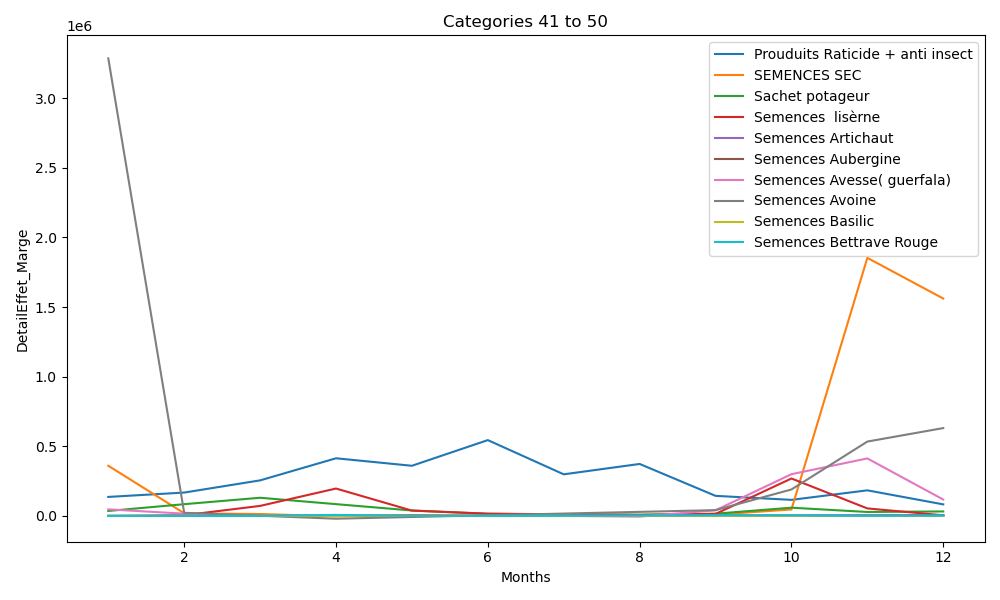 Categories 41 to 50
1e6
Prouduits Raticide + anti insect
SEMENCES SEC
Sachet potageur
Semences  lisèrne
Semences Artichaut
Semences Aubergine
Semences Avesse( guerfala)
Semences Avoine
Semences Basilic
Semences Bettrave Rouge
DetailEffet_Marge
3.0
2.5
2.0
1.5
1.0
0.5
0.0
2
4
6
8
10
12
Months